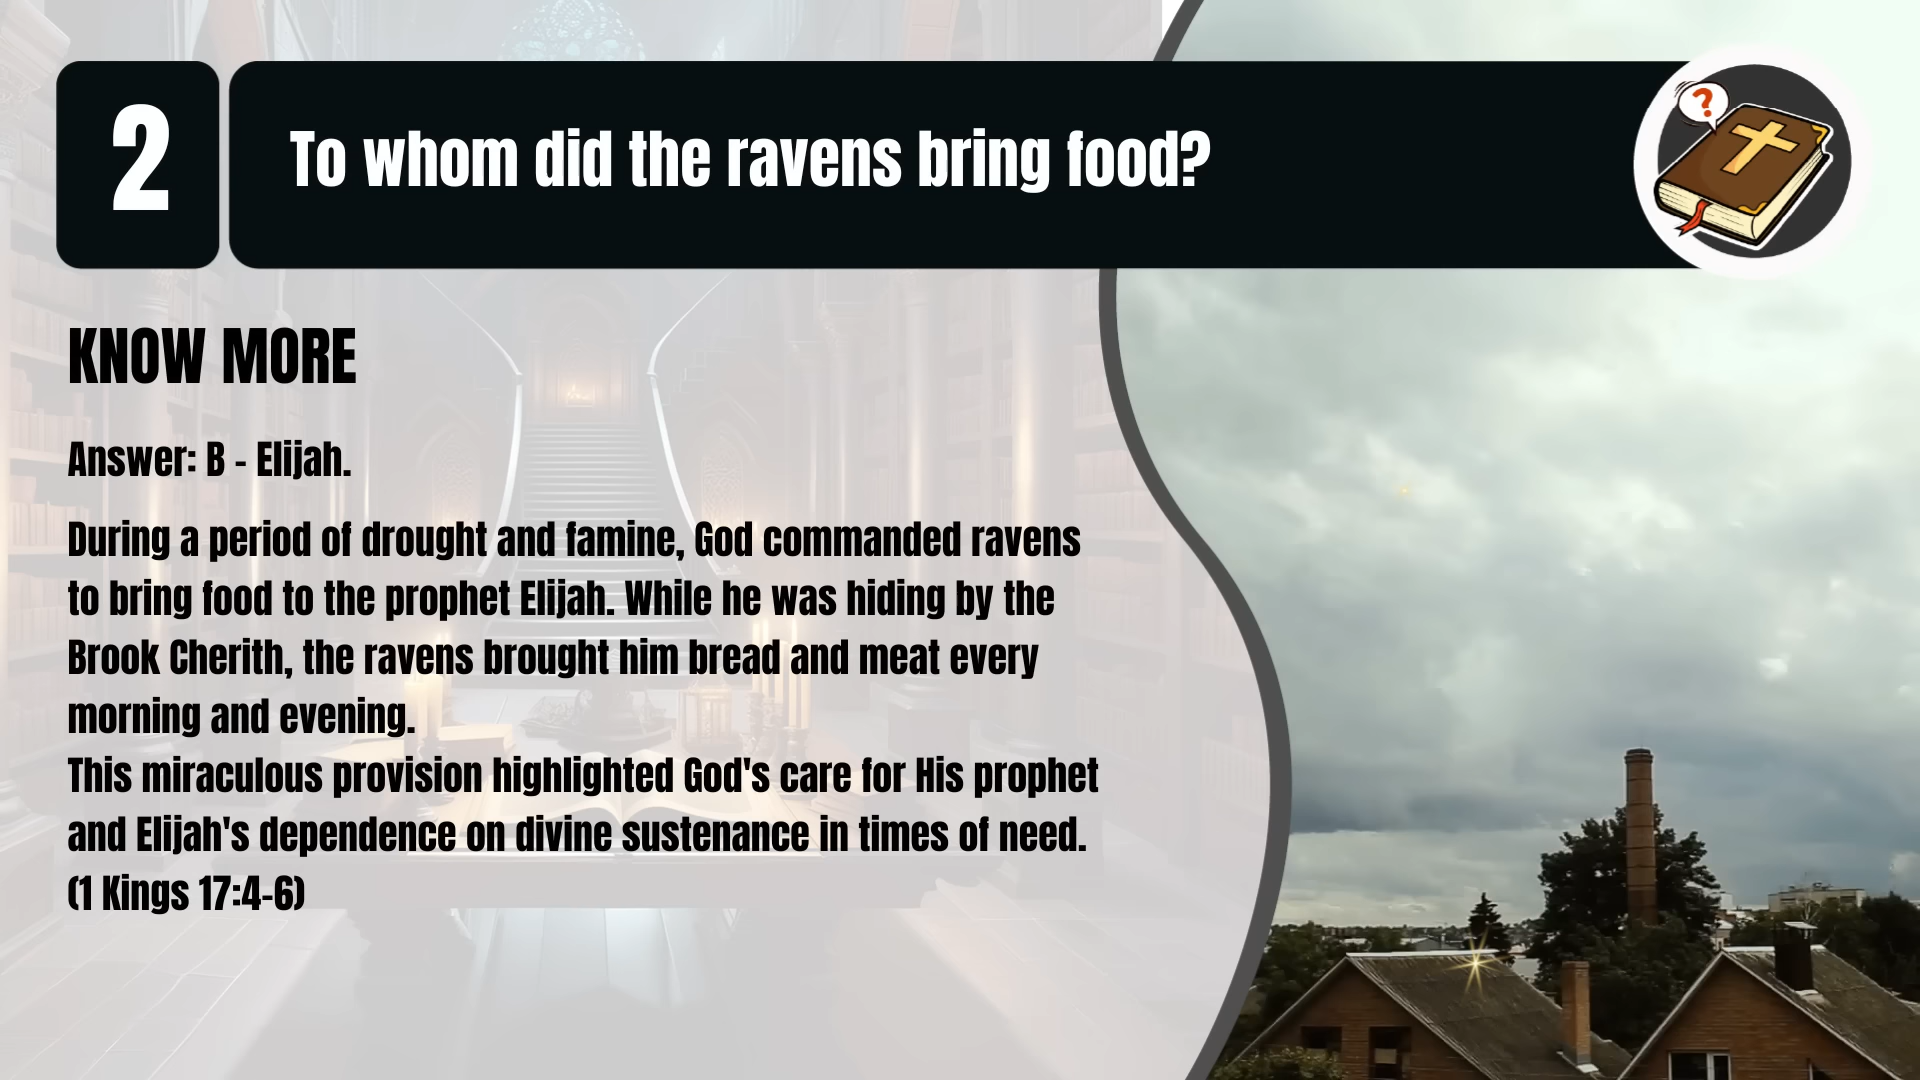 2
To whom did the ravens bring food?
?
KNOW MORE
Answer: B - Elijah.
During a period of drought and famine, God commanded ravens
to bring food to the prophet Elijah. While he was hiding by the
Brook Cherith, the ravens brought him bread and meat every
morning and evening.
This miraculous provision highlighted God's care for His prophet
and Elijah's dependence on divine sustenance in times of need.
(1 Kings 17:4-6)